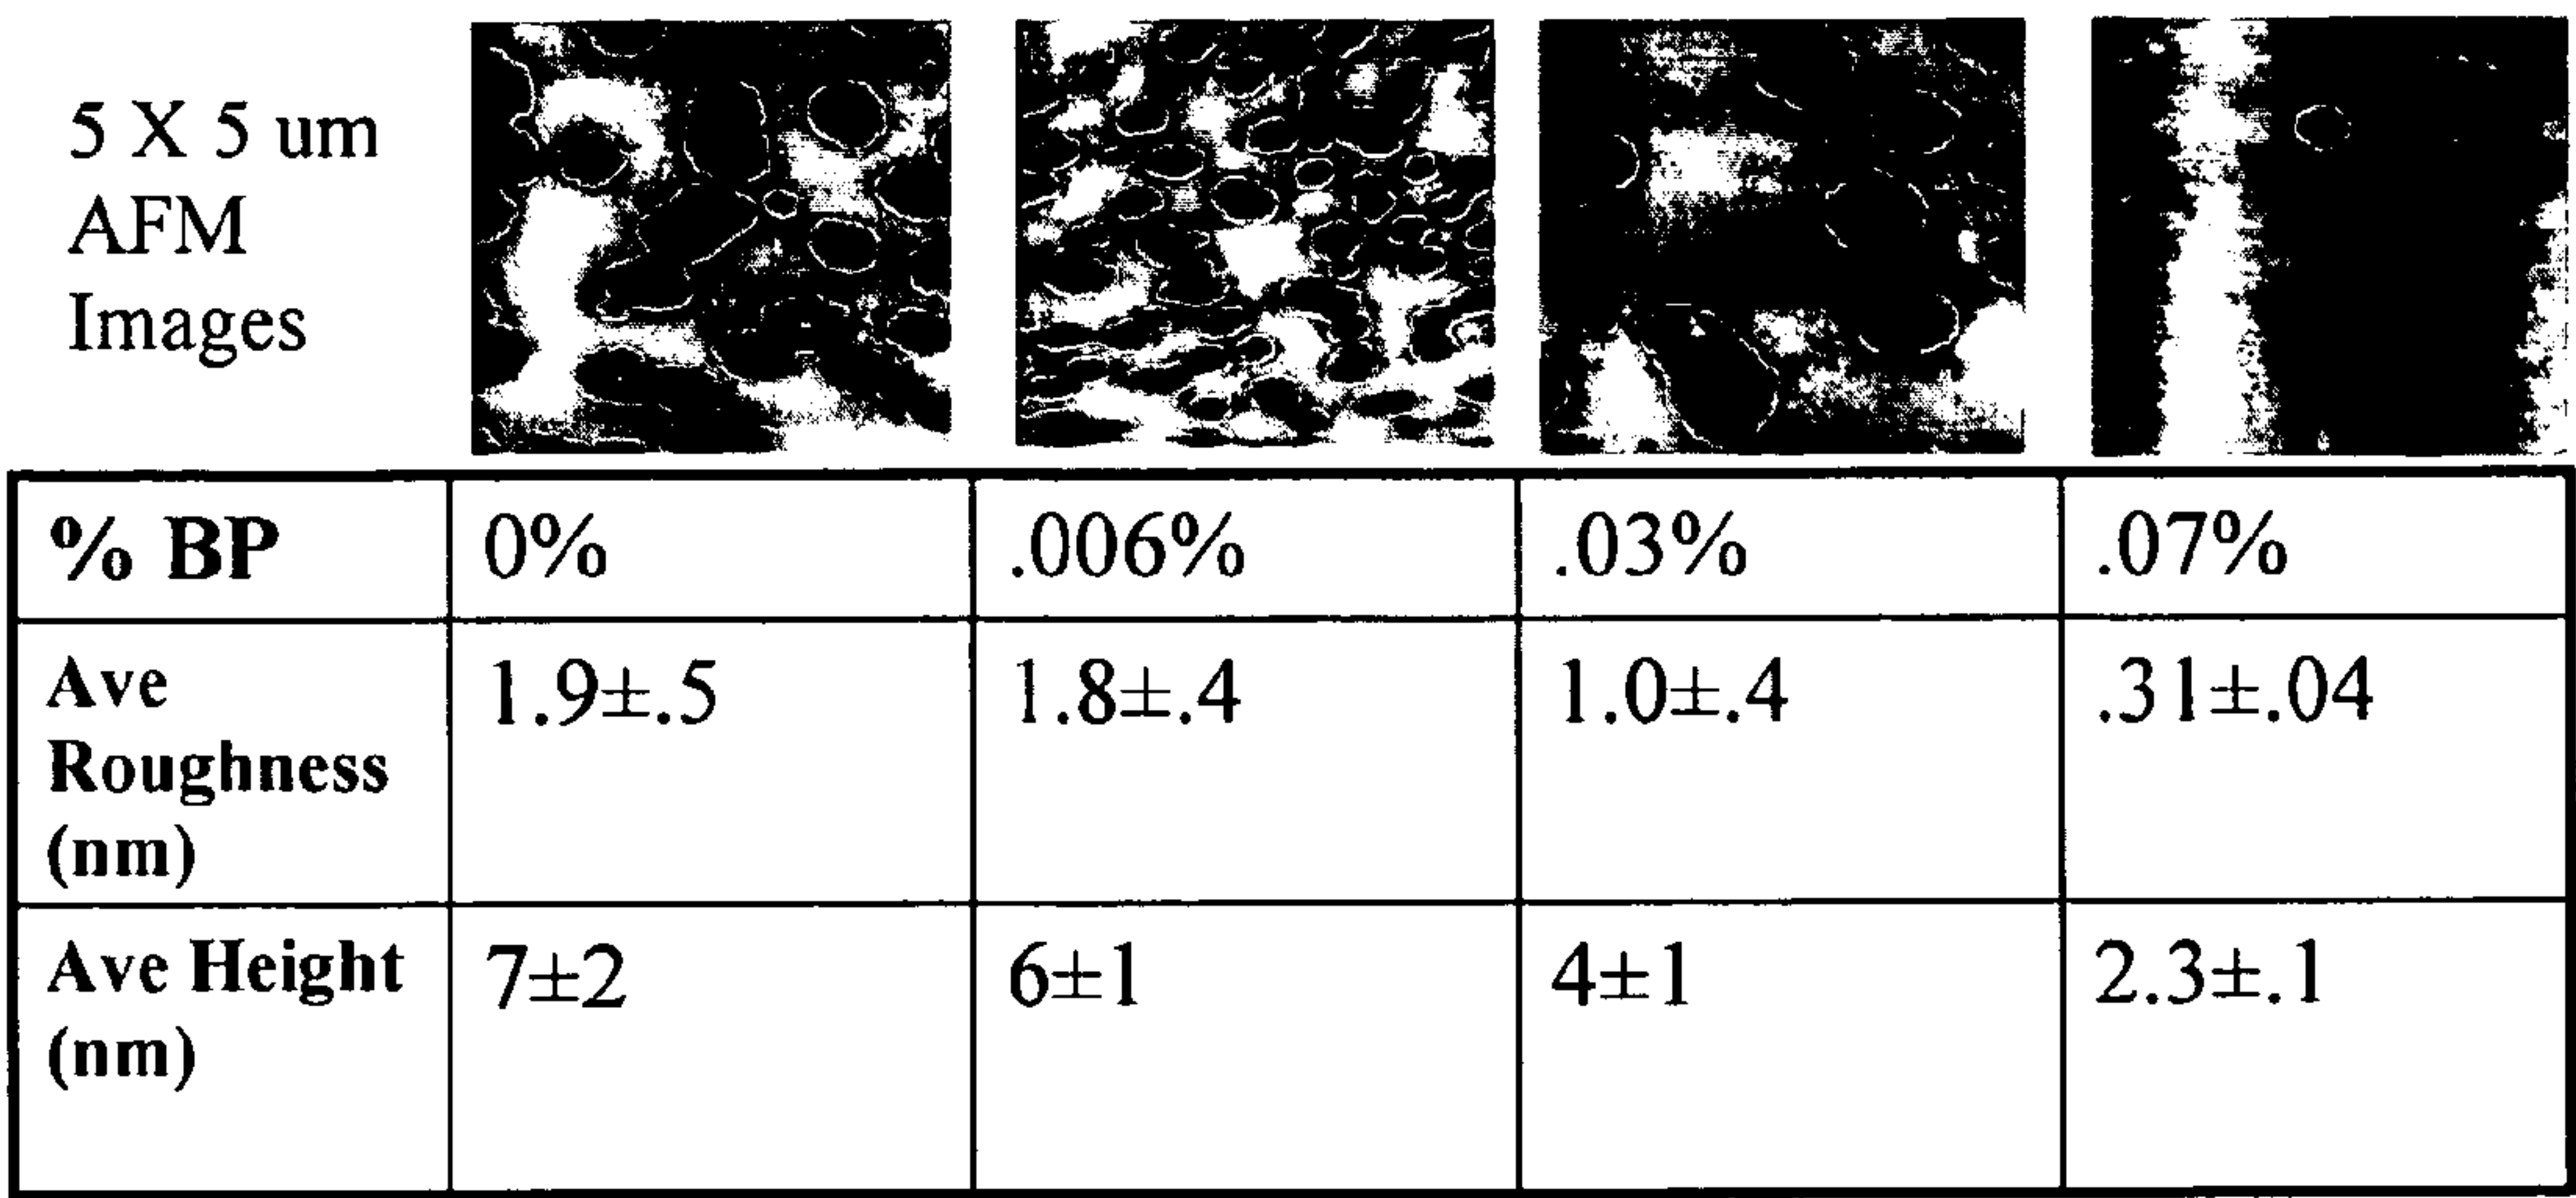 5 X 5 um
AFM
Images
% BP 0% .006% .03% .07%
Ave
Roughness
(nm) 1.9±.5 1.8±.4 1.0±.4 .31±.04
Ave Height
(nm) 7±2 6±1 4±1 2.3±.1